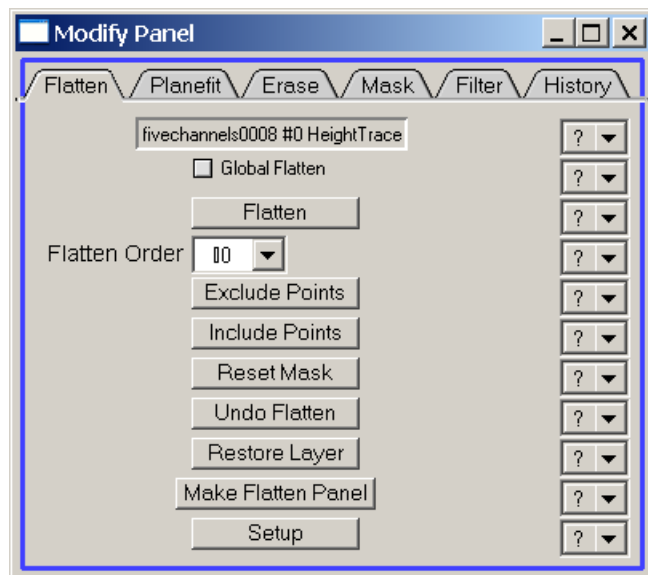 Modify Panel
Flatten Planefit Erase Mask Filter History
fivechannels0008 #0 HeightTrace ?
Global Flatten ?
Flatten ?
Flatten Order 0 ?
Exclude Points ?
Include Points ?
Reset Mask ?
Undo Flatten ?
Restore Layer ?
Make Flatten Panel ?
Setup ?